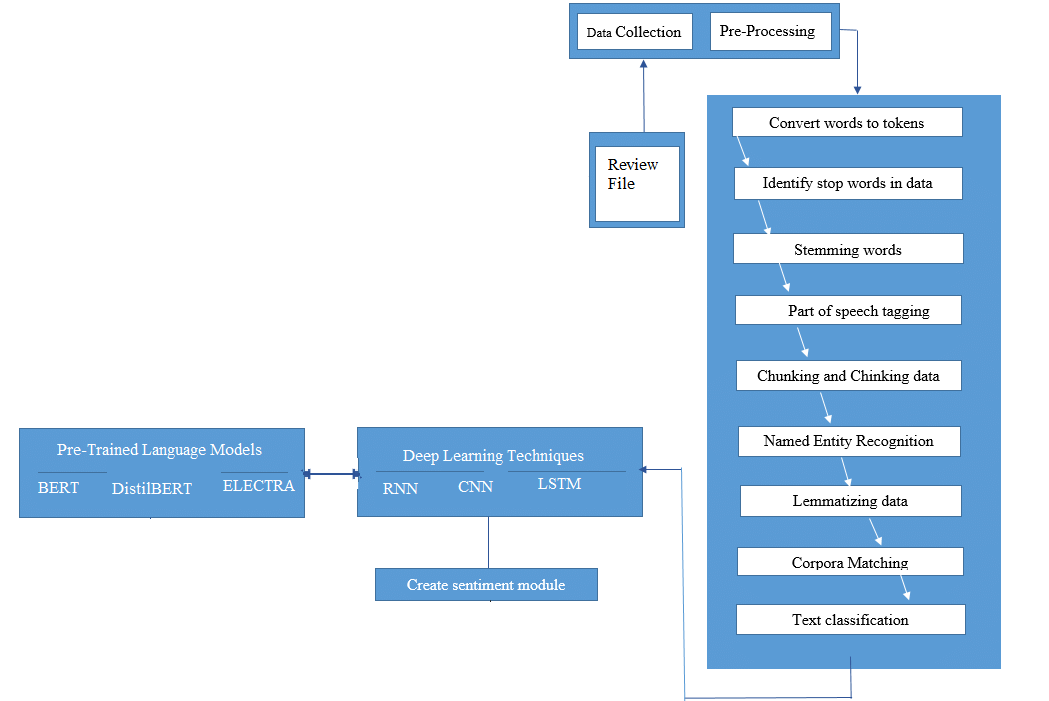 Data Collection
Pre-Processing
Review
File
Convert words to tokens
Identify stop words in data
Stemming words
Part of speech tagging
Chunking and Chinking data
Named Entity Recognition
Lemmatizing data
Corpora Matching
Text classification
Pre-Trained Language Models
BERT
DistilBERT
ELECTRA
Deep Learning Techniques
RNN
CNN
LSTM
Create sentiment module